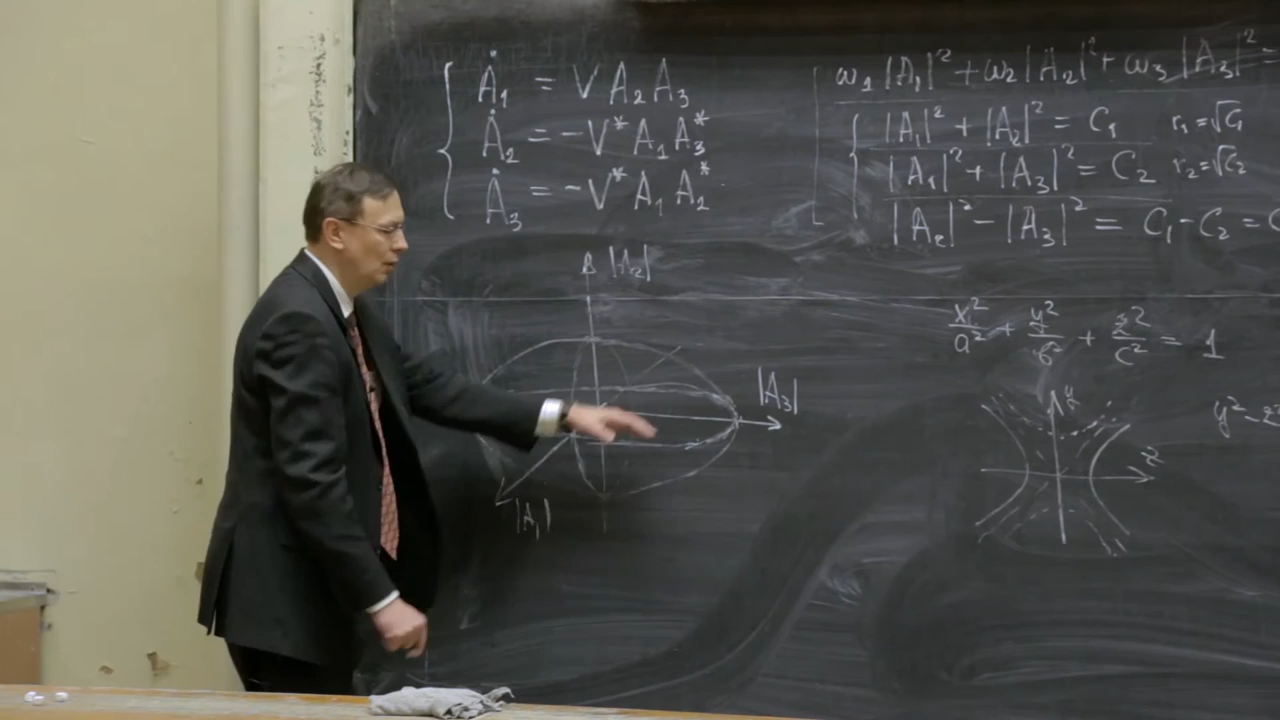 Ȧ₁ = V A₂ A₃
Ȧ₂ = -V* A₁ A₃*
Ȧ₃ = -V* A₁ A₂*
ω₁ |A₁|² + ω₂ |A₂|² + ω₃ |A₃|² =
|A₁|² + |A₂|² = C₁ r₁ = √C₁
|A₁|² + |A₃|² = C₂ r₂ = √C₂
|A₂|² - |A₃|² = C₁ - C₂ = C
|A₂|
|A₃|
|A₁|
x²/a² + y²/b² + z²/c² = 1
y
z
y² - z²